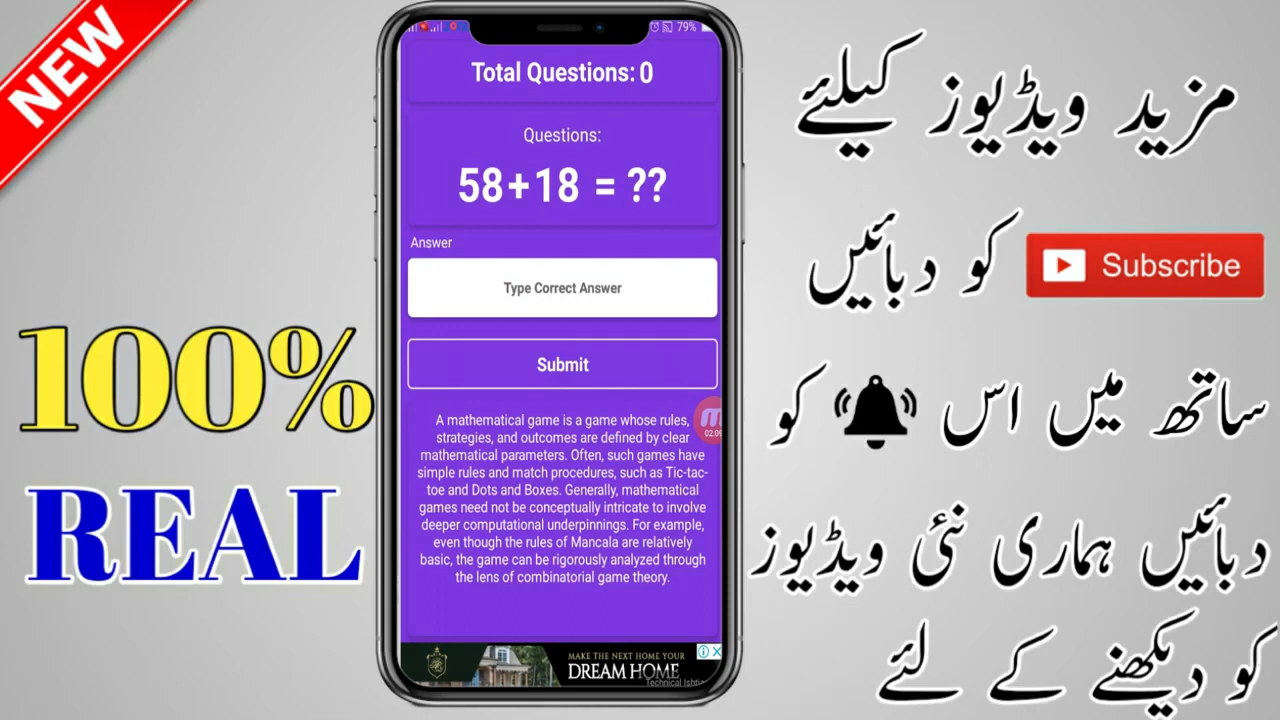 NEW
100%
REAL
79%
Total Questions: 0
Questions:
58+18 = ??
Answer
Type Correct Answer
Submit
02:00
A mathematical game is a game whose rules,
strategies, and outcomes are defined by clear
mathematical parameters. Often, such games have
simple rules and match procedures, such as Tic-tac-
toe and Dots and Boxes. Generally, mathematical
games need not be conceptually intricate to involve
deeper computational underpinnings. For example,
even though the rules of Mancala are relatively
basic, the game can be rigorously analyzed through
the lens of combinatorial game theory.
MAKE THE NEXT HOME YOUR
DREAM HOME
Technical Ishti
مزید ویڈیوز کیلئے
Subscribe کو دبائیں
ساتھ میں اس کو
دبائیں ہماری نئی ویڈیوز
کو دیکھنے کے لئے